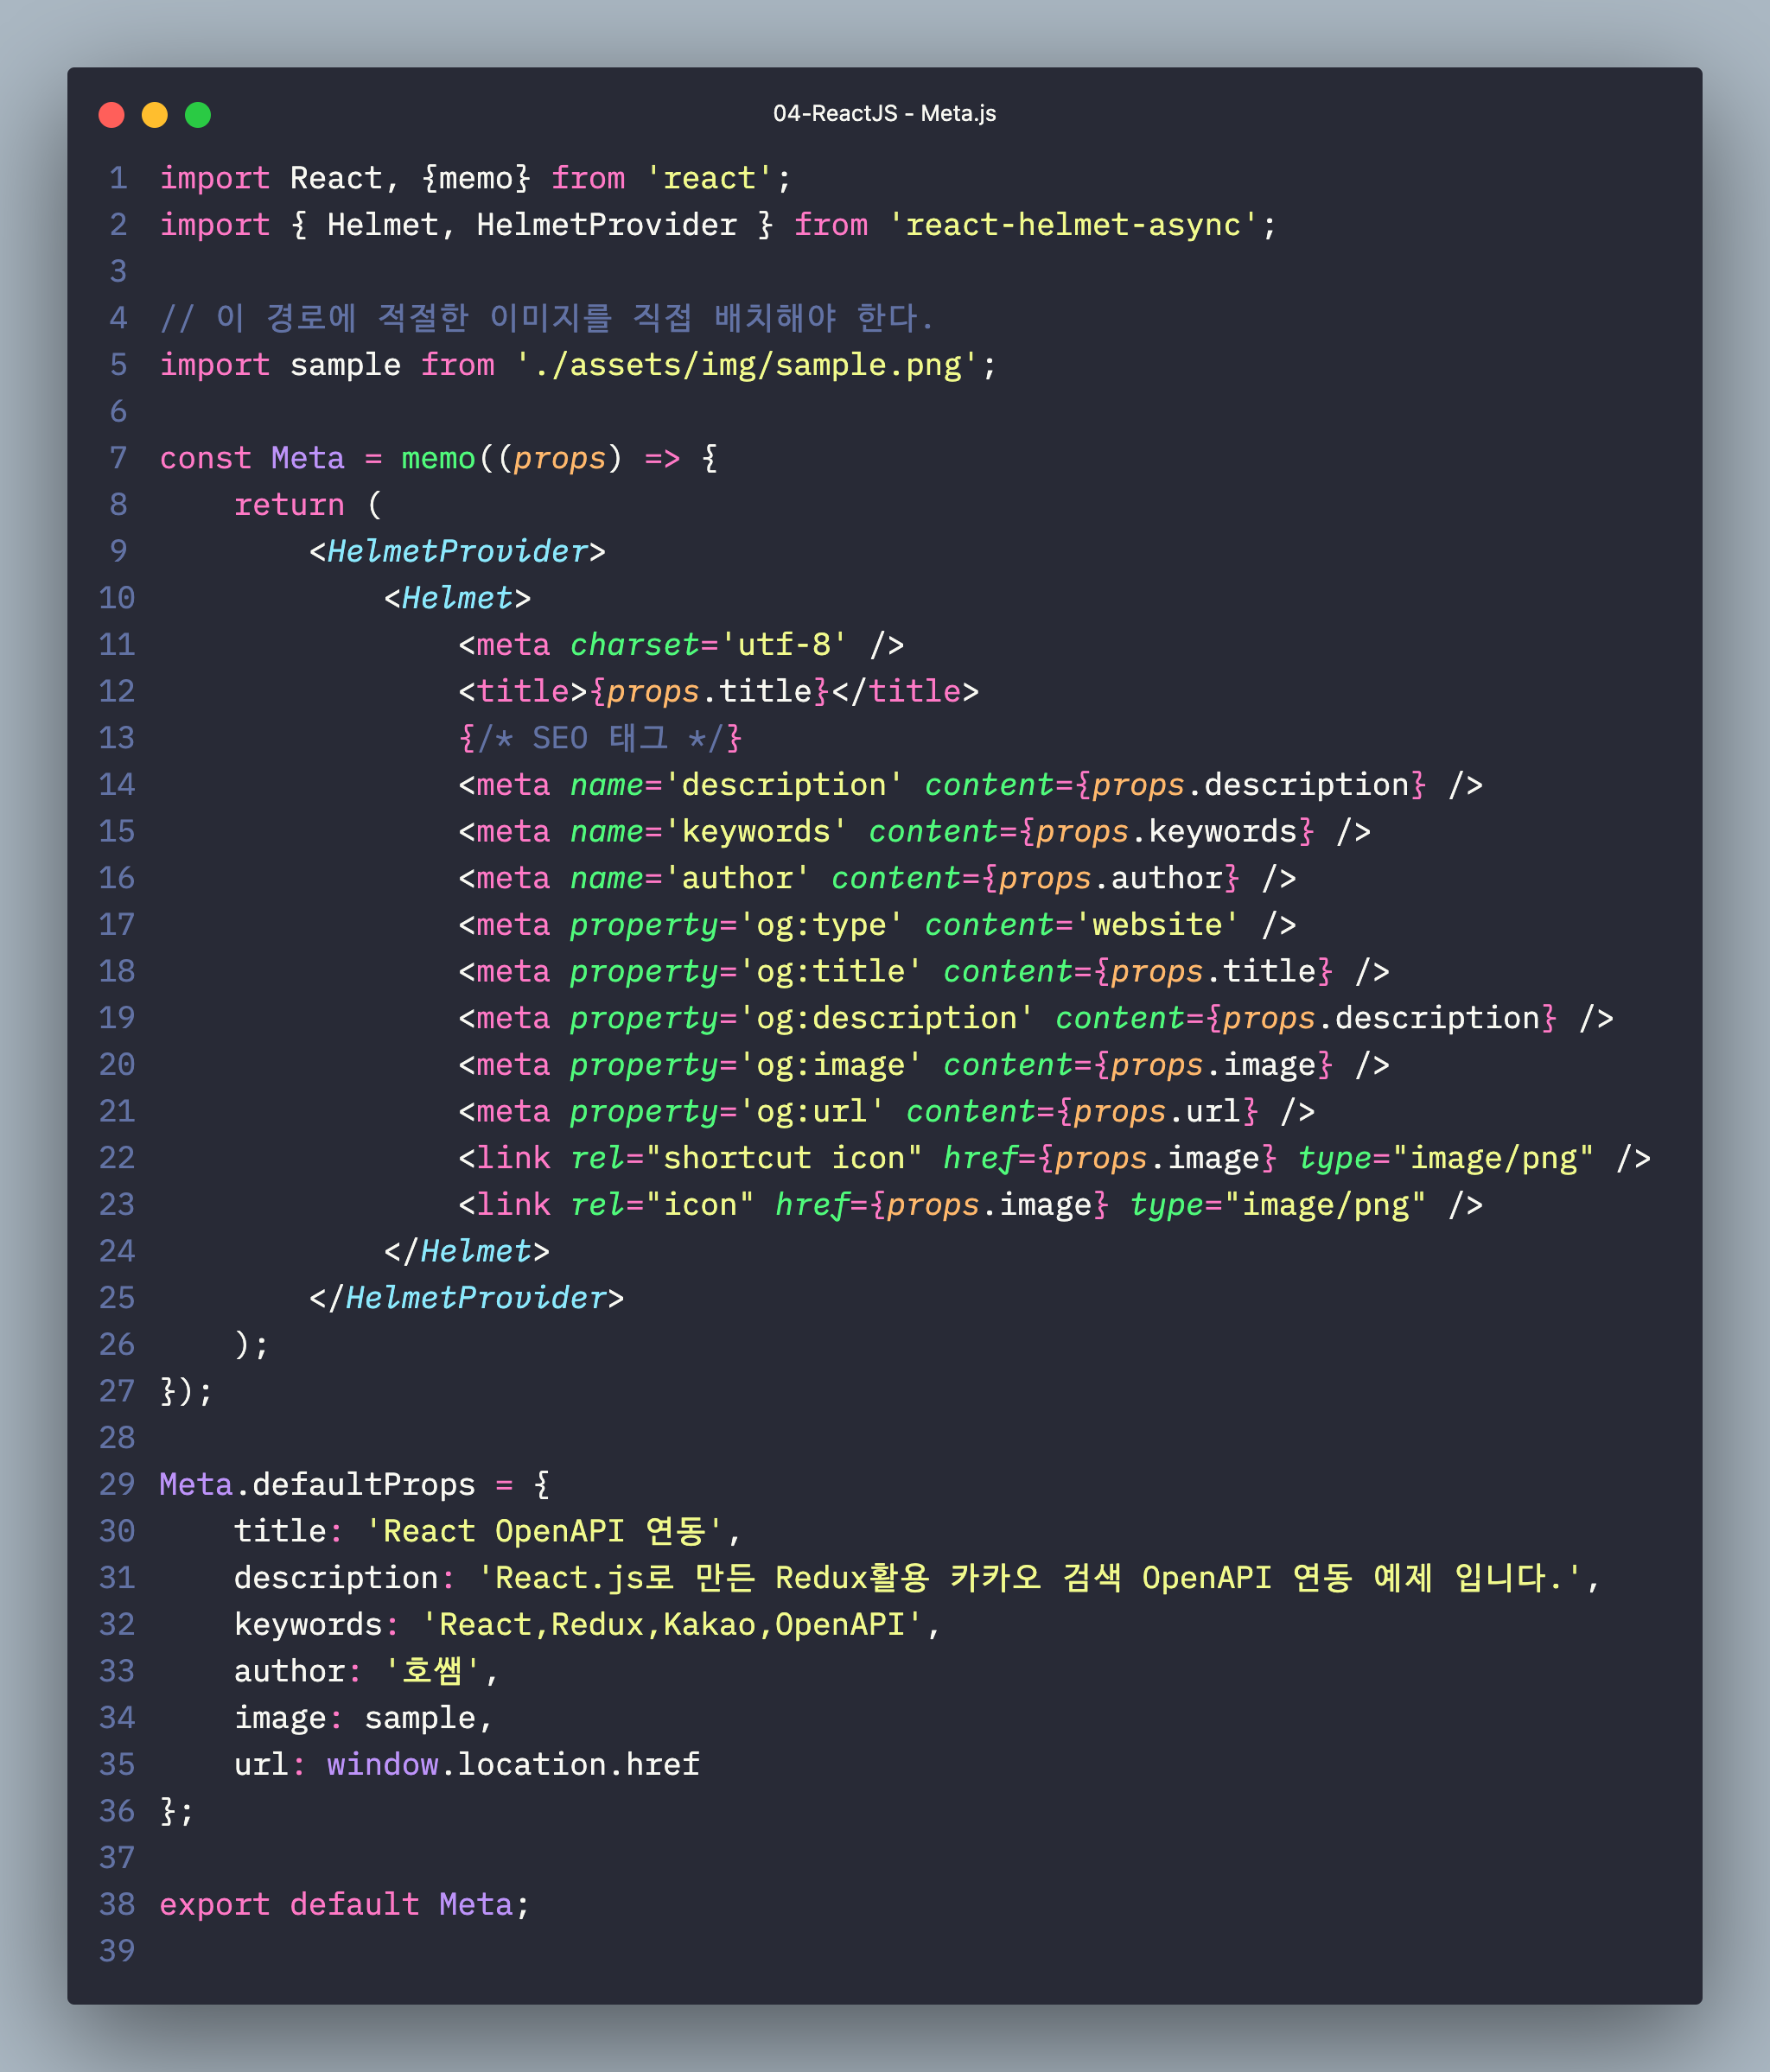 04-ReactJS - Meta.js
1 import React, {memo} from 'react';
2 import { Helmet, HelmetProvider } from 'react-helmet-async';
3
4 // 이 경로에 적절한 이미지를 직접 배치해야 한다.
5 import sample from './assets/img/sample.png';
6
7 const Meta = memo((props) => {
8     return (
9         <HelmetProvider>
10             <Helmet>
11                 <meta charset='utf-8' />
12                 <title>{props.title}</title>
13                 {/* SEO 태그 */}
14                 <meta name='description' content={props.description} />
15                 <meta name='keywords' content={props.keywords} />
16                 <meta name='author' content={props.author} />
17                 <meta property='og:type' content='website' />
18                 <meta property='og:title' content={props.title} />
19                 <meta property='og:description' content={props.description} />
20                 <meta property='og:image' content={props.image} />
21                 <meta property='og:url' content={props.url} />
22                 <link rel="shortcut icon" href={props.image} type="image/png" />
23                 <link rel="icon" href={props.image} type="image/png" />
24             </Helmet>
25         </HelmetProvider>
26     );
27 });
28
29 Meta.defaultProps = {
30     title: 'React OpenAPI 연동',
31     description: 'React.js로 만든 Redux활용 카카오 검색 OpenAPI 연동 예제 입니다.',
32     keywords: 'React,Redux,Kakao,OpenAPI',
33     author: '호쌤',
34     image: sample,
35     url: window.location.href
36 };
37
38 export default Meta;
39